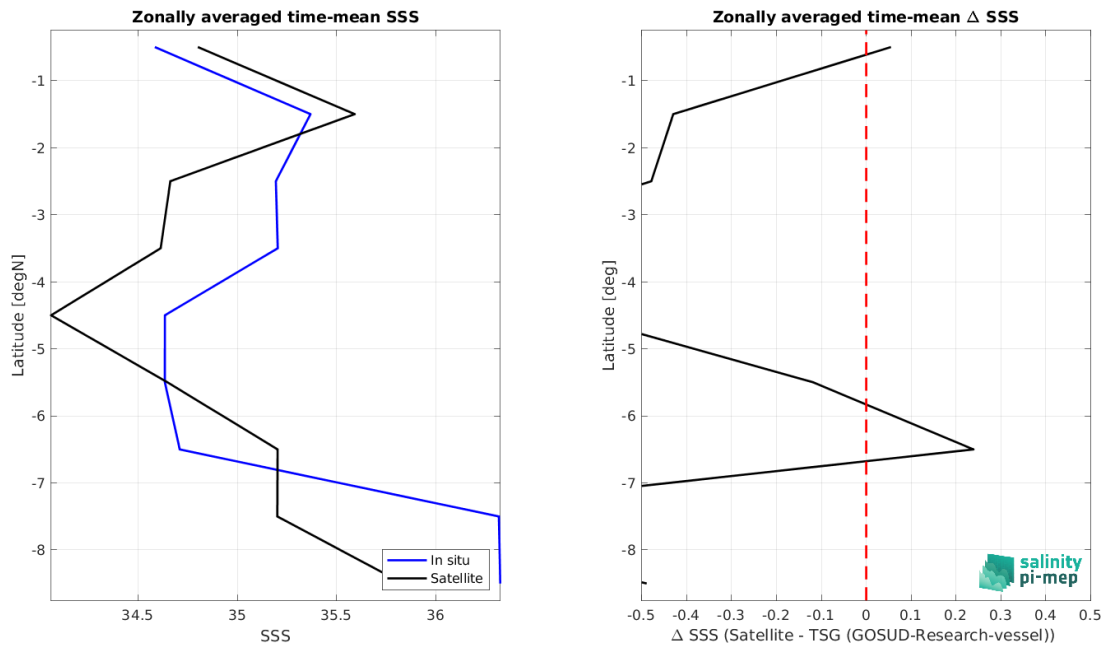 Zonally averaged time-mean SSS
-1
-2
-3
-4
-5
-6
-7
-8
Latitude [degN]
34.5 35 35.5 36
SSS
In situ
Satellite
Zonally averaged time-mean Δ SSS
-1
-2
-3
-4
-5
-6
-7
-8
Latitude [deg]
-0.5 -0.4 -0.3 -0.2 -0.1 0 0.1 0.2 0.3 0.4 0.5
Δ SSS (Satellite - TSG (GOSUD-Research-vessel))
salinity
pi-mep